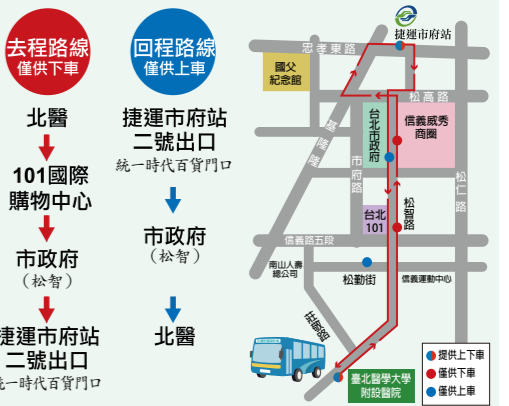 去程路線
僅供下車
北醫
101國際
購物中心
市政府
（松智）
捷運市府站
二號出口
統一時代百貨門口
回程路線
僅供上車
捷運市府站
二號出口
統一時代百貨門口
市政府
（松智）
北醫
捷運市府站
忠孝東路
國父
紀念館
松高路
台北市政府
信義威秀
商圈
基隆
市府路
松仁路
台北
101
松智路
信義路五段
南山人壽
總公司
松勤街
信義運動中心
莊敬路
臺北醫學大學
附設醫院
提供上下車
僅供下車
僅供上車